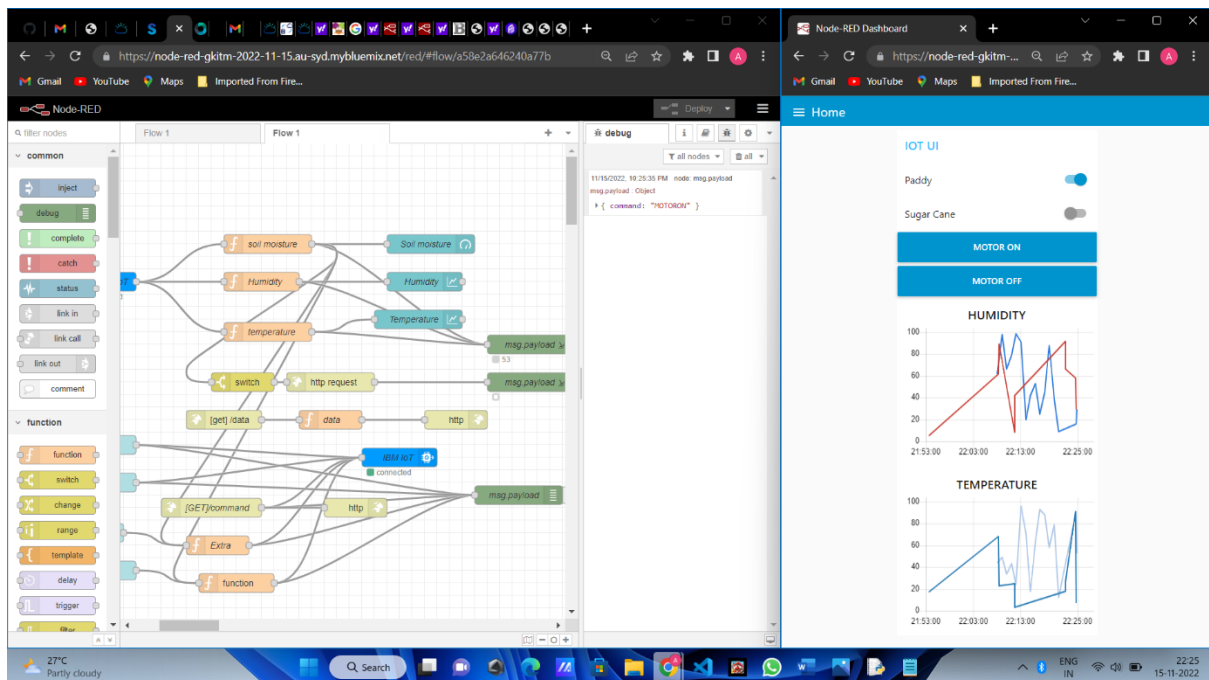 Node-RED Dashboard
https://node-red-gkitm-2022-11-15.au-syd.mybluemix.net/red/#flow/a58e2a646240a77b
https://node-red-gkitm-...
Gmail YouTube Maps Imported From Fire...
Gmail YouTube Maps Imported From Fire...
Node-RED
Deploy
filter nodes
Flow 1
Flow 1
debug
all nodes
all
common
inject
debug
complete
catch
status
link in
link call
link out
comment
function
function
switch
change
range
template
delay
trigger
filter
soil moisture
Soil moisture
Humidity
Humidity
temperature
Temperature
msg.payload
53
switch
http request
msg.payload
[get] /data
data
http
IBM IoT
connected
msg.payload
[GET]/command
http
Extra
function
11/15/2022, 10:25:35 PM node: msg.payload
msg.payload : Object
{ command: "MOTORON" }
Home
IOT UI
Paddy
Sugar Cane
MOTOR ON
MOTOR OFF
HUMIDITY
100
80
60
40
20
0
21:53:00 22:03:00 22:13:00 22:25:00
TEMPERATURE
100
80
60
40
20
0
21:53:00 22:03:00 22:13:00 22:25:00
27°C
Partly cloudy
Search
ENG
IN
22:25
15-11-2022